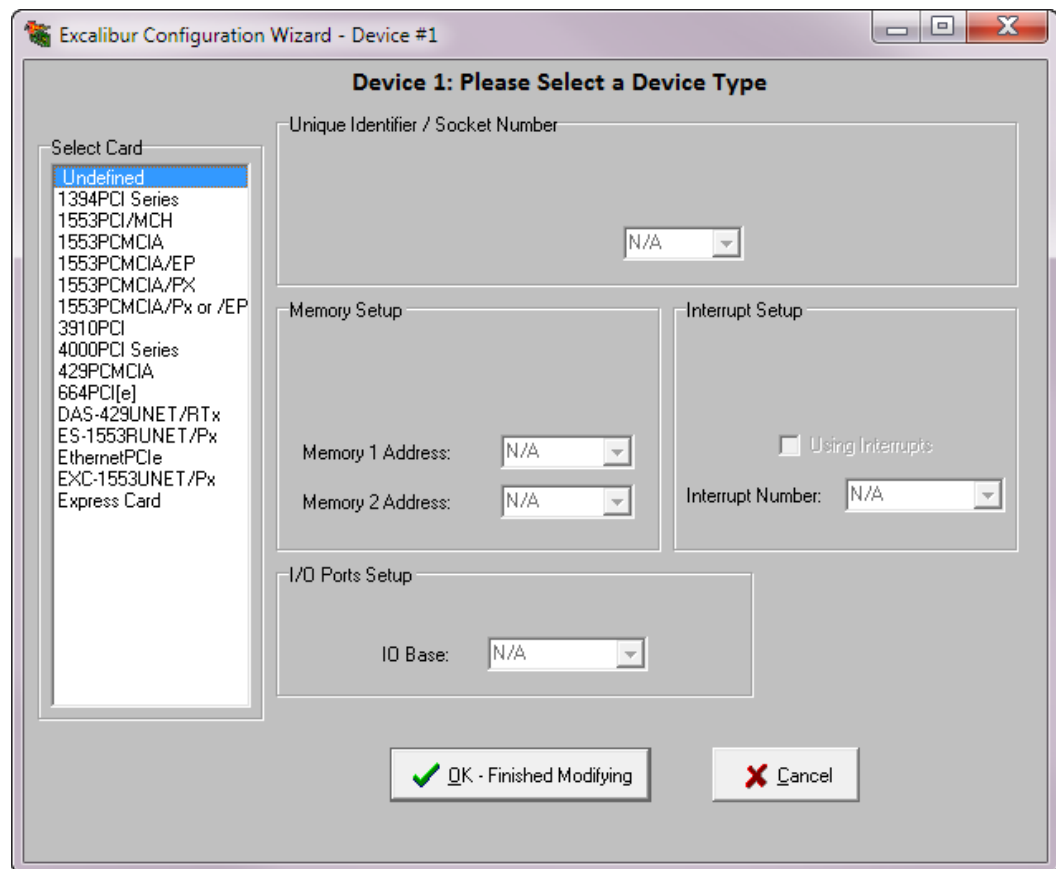 Excalibur Configuration Wizard - Device #1
Device 1: Please Select a Device Type
Select Card
Undefined
1394PCI Series
1553PCI/MCH
1553PCMCIA
1553PCMCIA/EP
1553PCMCIA/PX
1553PCMCIA/Px or /EP
3910PCI
4000PCI Series
429PCMCIA
664PCI[e]
DAS-429UNET/RTx
ES-1553RUNET/Px
EthernetPCIe
EXC-1553UNET/Px
Express Card
Unique Identifier / Socket Number
N/A
Memory Setup
Memory 1 Address: N/A
Memory 2 Address: N/A
Interrupt Setup
Using Interrupts
Interrupt Number: N/A
I/O Ports Setup
IO Base: N/A
OK - Finished Modifying
Cancel